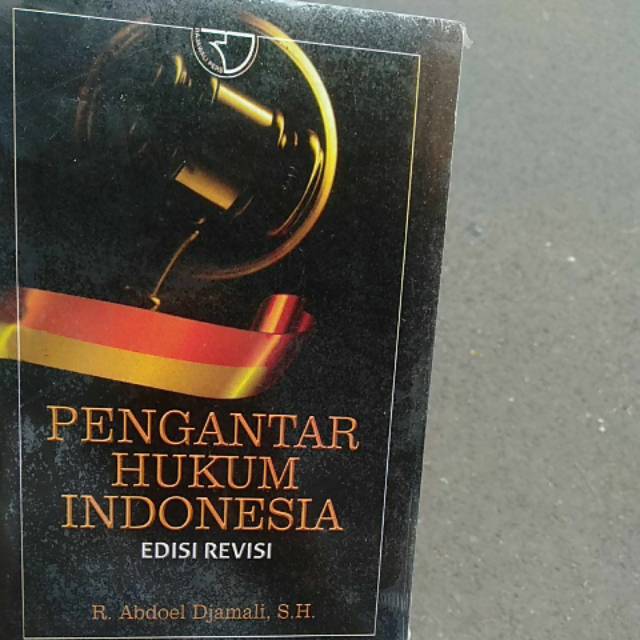 PENGANTAR
HUKUM
INDONESIA
EDISI REVISI
R. Abdoel Djamali, S.H.